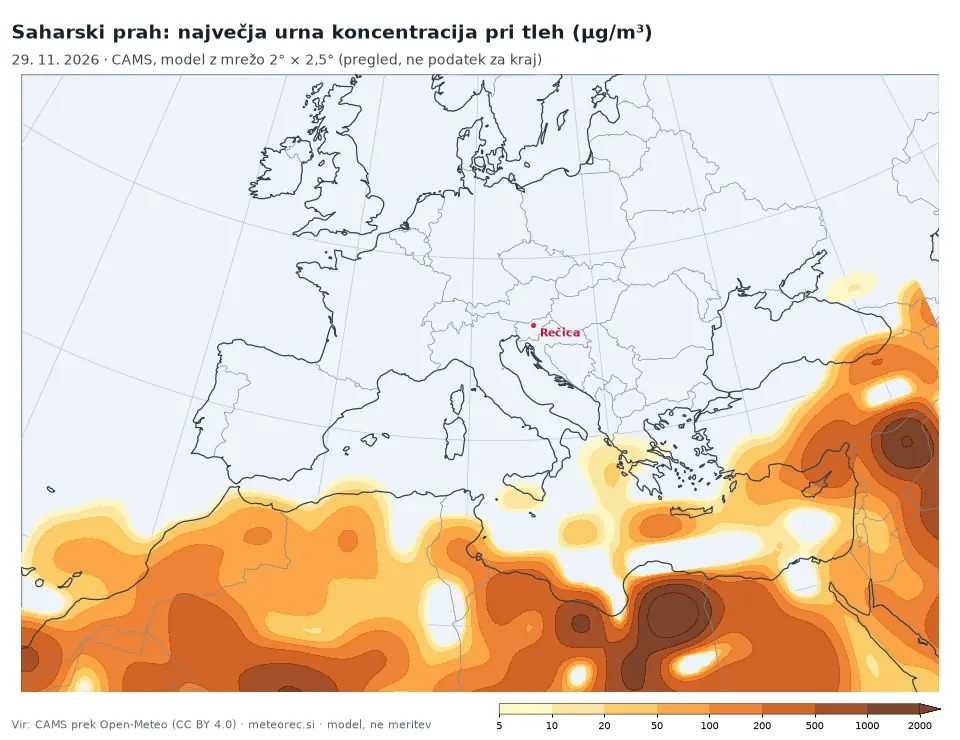 Saharski prah: največja urna koncentracija pri tleh (µg/m³)
29. 11. 2026 · CAMS, model z mrežo 2° × 2,5° (pregled, ne podatek za kraj)
Rečica
Vir: CAMS prek Open-Meteo (CC BY 4.0) · meteorec.si · model, ne meritev
5 10 20 50 100 200 500 1000 2000